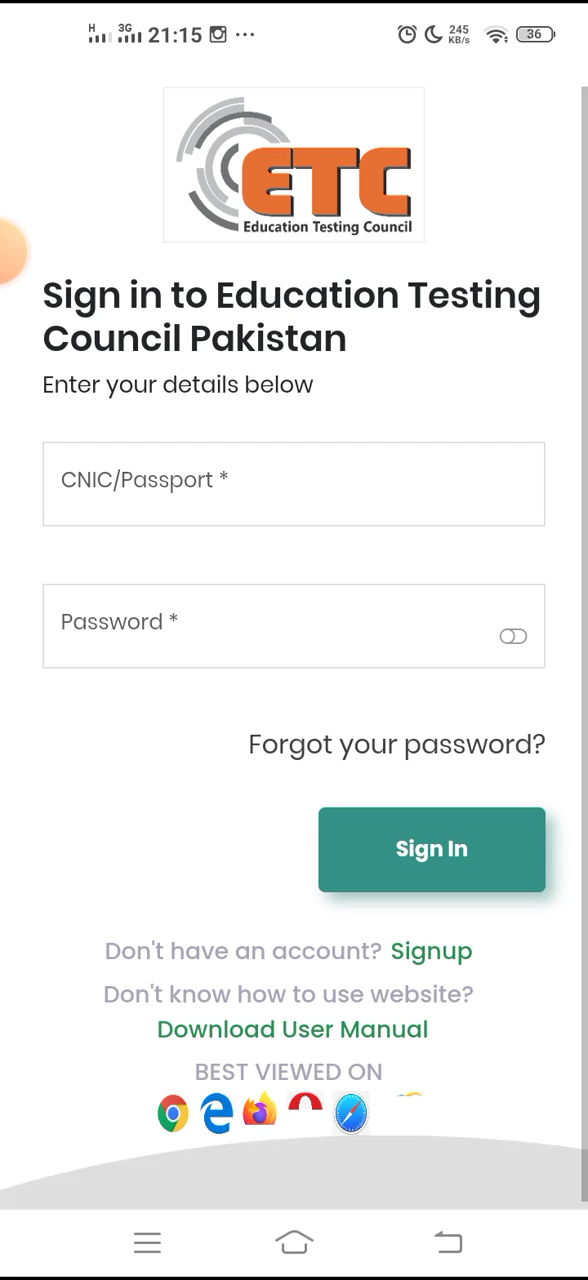 H 3G 21:15 ... 245 KB/s 36
ETC
Education Testing Council
Sign in to Education Testing
Council Pakistan
Enter your details below
CNIC/Passport *
Password *
Forgot your password?
Sign In
Don't have an account? Signup
Don't know how to use website?
Download User Manual
BEST VIEWED ON